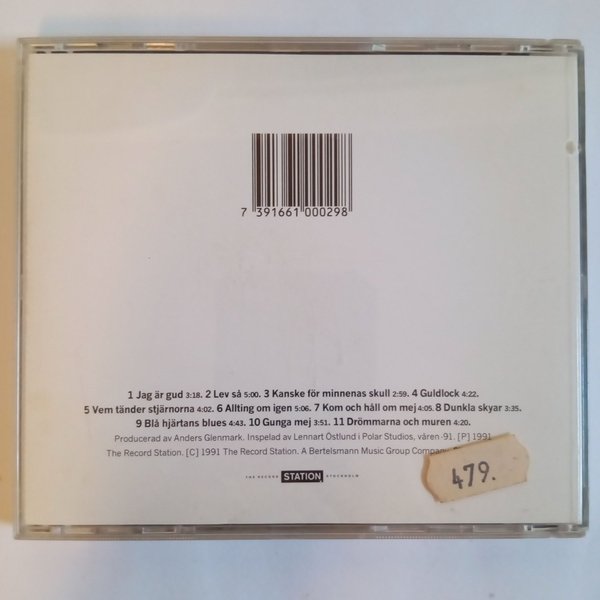 7 391661 000298
1 Jag är gud 3:18. 2 Lev så 5:00. 3 Kanske för minnenas skull 2:59. 4 Guldlock 4:22.
5 Vem tänder stjärnorna 4:02. 6 Allting om igen 5:06. 7 Kom och håll om mej 4:05. 8 Dunkla skyar 3:35.
9 Blå hjärtans blues 4:43. 10 Gunga mej 3:51. 11 Drömmarna och muren 4:20.
Producerad av Anders Glenmark. Inspelad av Lennart Östlund i Polar Studios, våren -91. [P] 1991
The Record Station. [C] 1991 The Record Station. A Bertelsmann Music Group Company.
THE RECORD STATION STOCKHOLM
479.